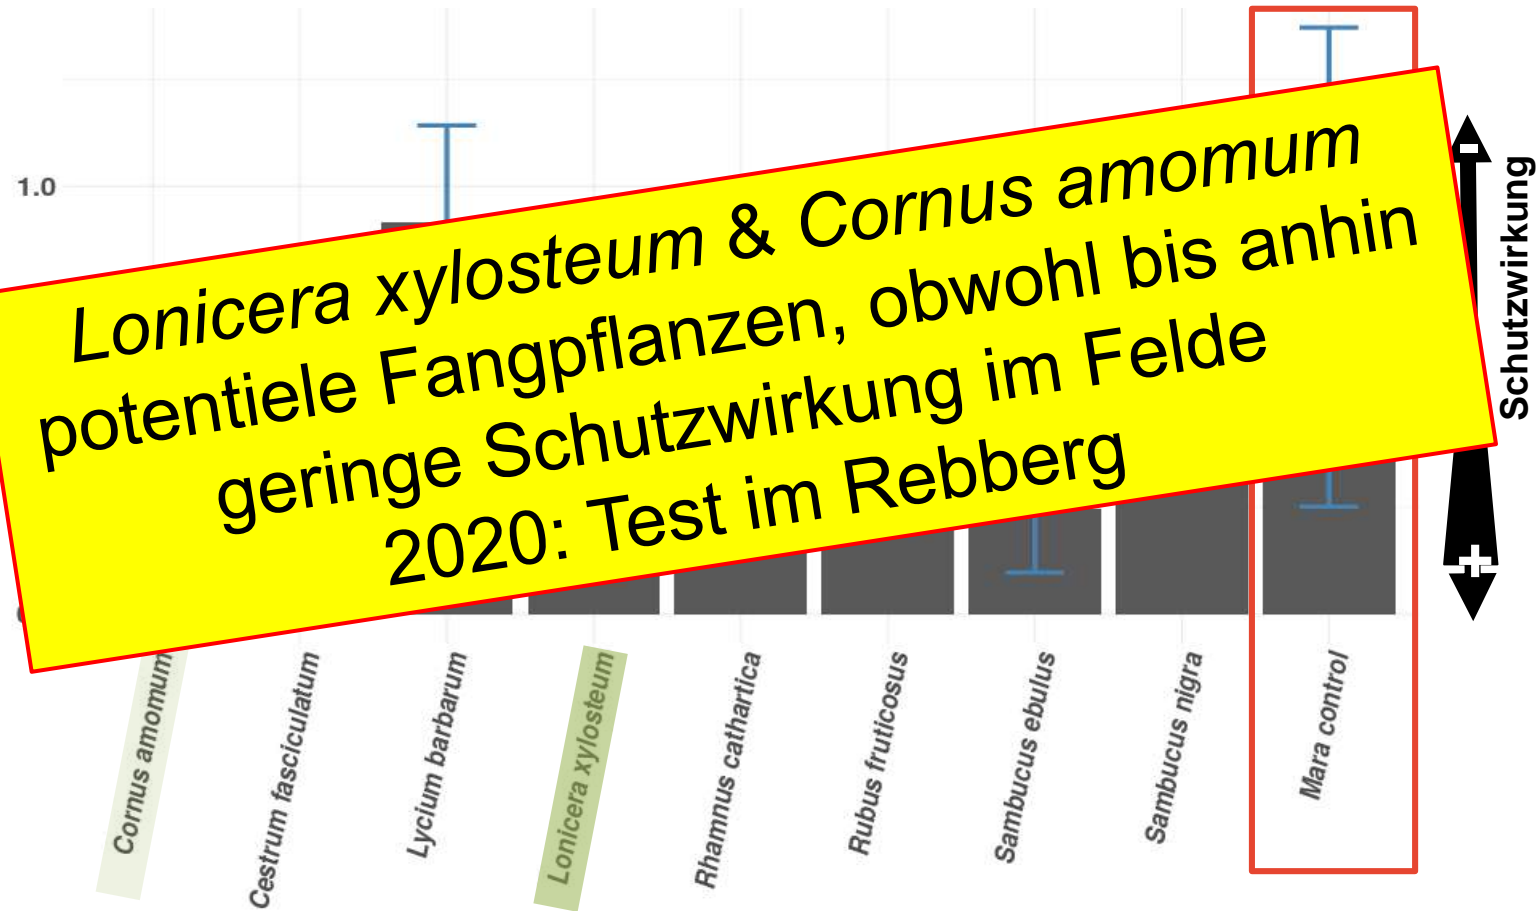 1.0
Lonicera xylosteum & Cornus amomum
potentiele Fangpflanzen, obwohl bis anhin
geringe Schutzwirkung im Felde
2020: Test im Rebberg
-
Schutzwirkung
+
Cornus amomum
Cestrum fasciculatum
Lycium barbarum
Lonicera xylosteum
Rhamnus cathartica
Rubus fruticosus
Sambucus ebulus
Sambucus nigra
Mara control